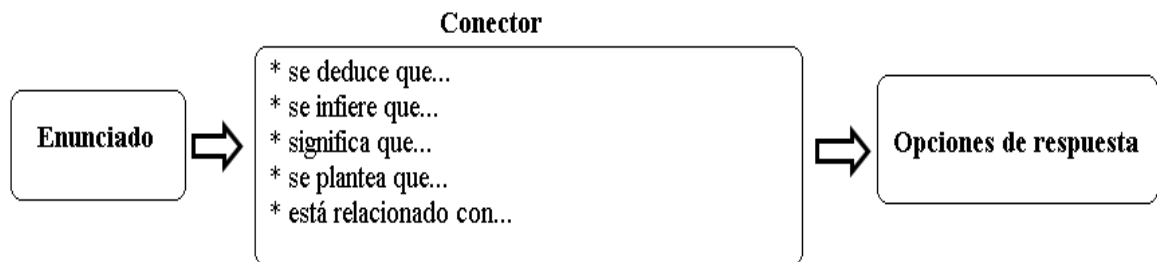 Conector
Enunciado
* se deduce que...
* se infiere que...
* significa que...
* se plantea que...
* está relacionado con...
Opciones de respuesta